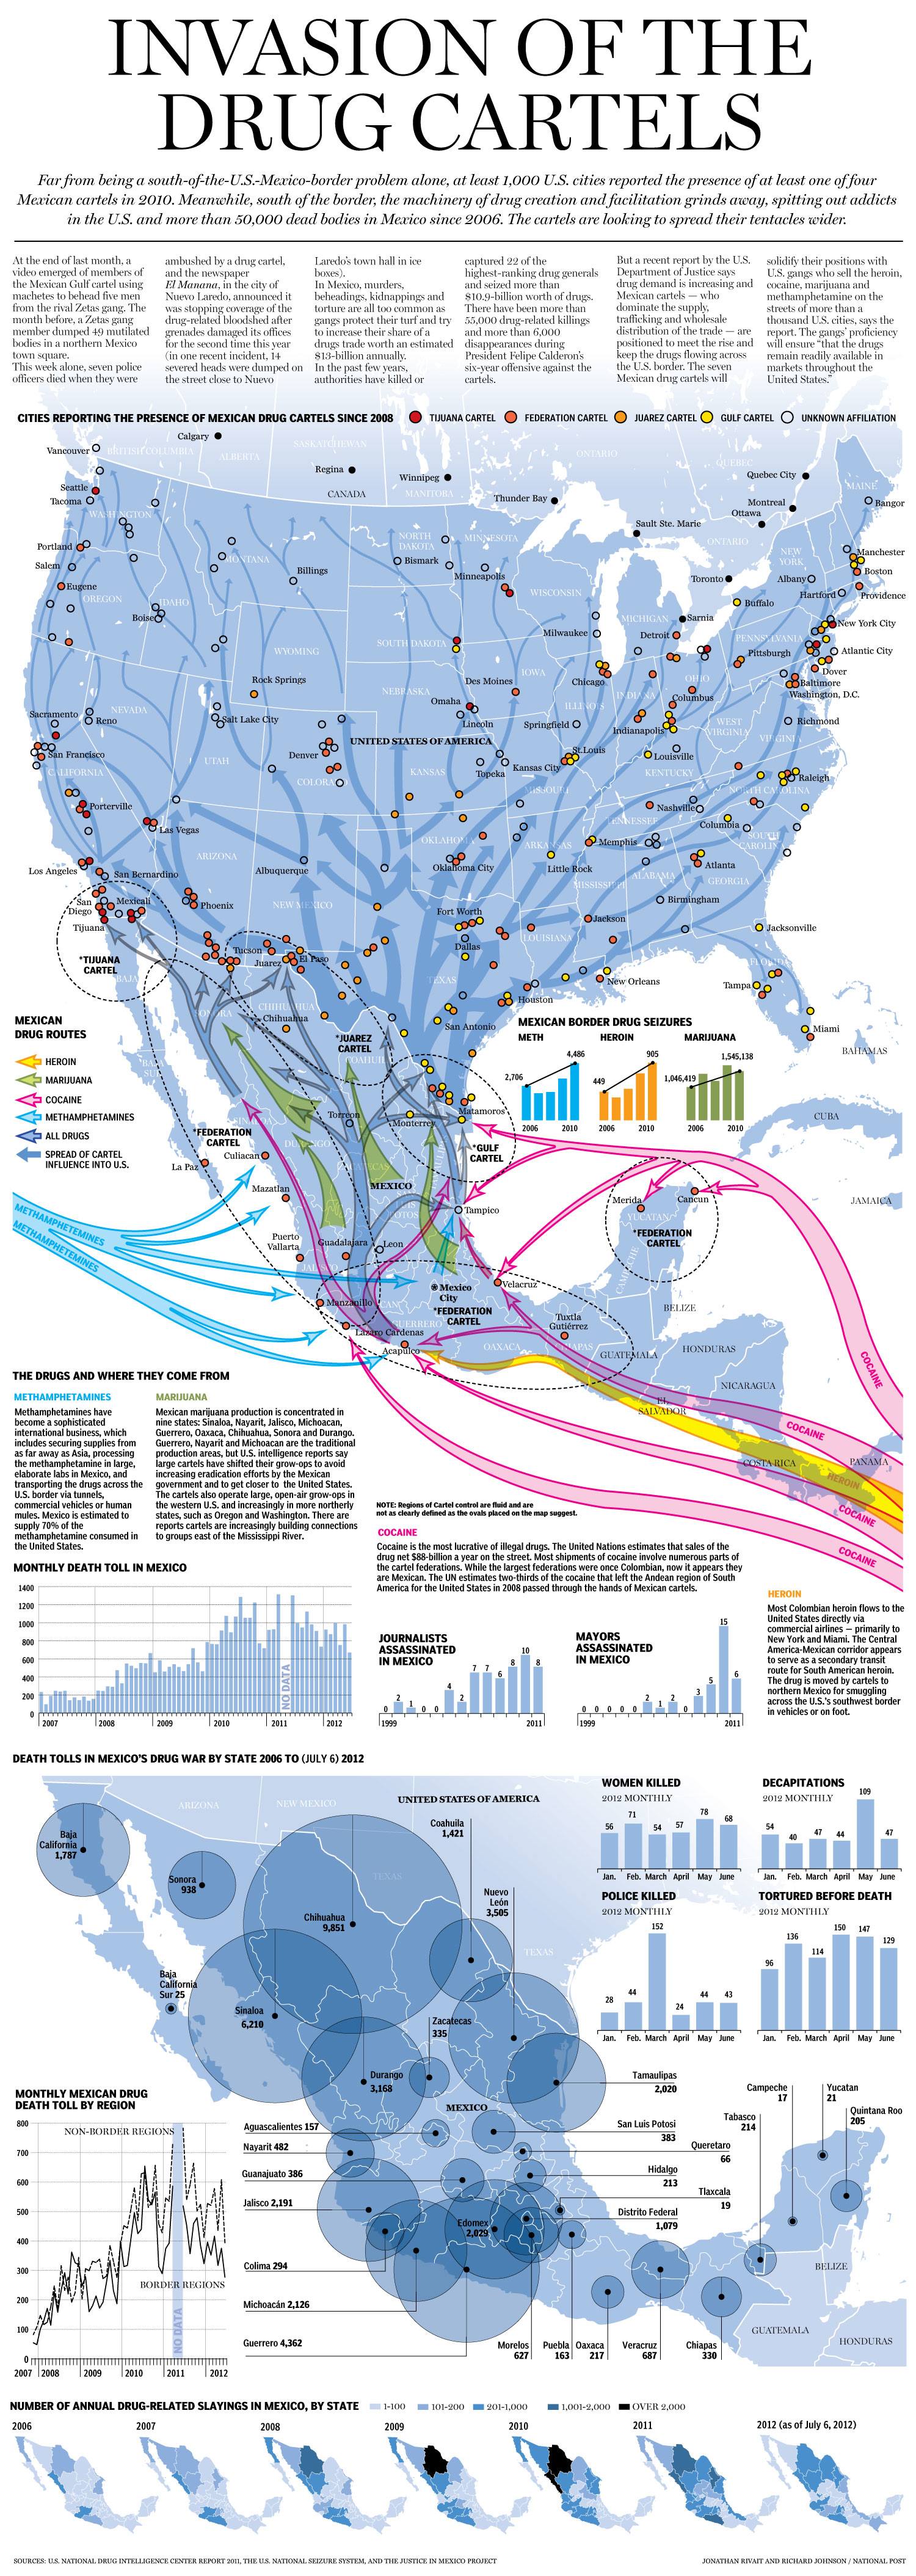 INVASION OF THE
DRUG CARTELS
Far from being a south-of-the-U.S.-Mexico-border problem alone, at least 1,000 U.S. cities reported the presence of at least one of four
Mexican cartels in 2010. Meanwhile, south of the border, the machinery of drug creation and facilitation grinds away, spitting out addicts
in the U.S. and more than 50,000 dead bodies in Mexico since 2006. The cartels are looking to spread their tentacles wider.
At the end of last month, a
video emerged of members of
the Mexican Gulf cartel using
machetes to behead five men
from the rival Zetas gang. The
month before, a Zetas gang
member dumped 49 mutilated
bodies in a northern Mexico
town square.
This week alone, seven police
officers died when they were
ambushed by a drug cartel,
and the newspaper
El Manana, in the city of
Nuevo Laredo, announced it
was stopping coverage of the
drug-related bloodshed after
grenades damaged its offices
for the second time this year
(in one recent incident, 14
severed heads were dumped on
the street close to Nuevo
Laredo's town hall in ice
boxes).
In Mexico, murders,
beheadings, kidnappings and
torture are all too common as
gangs protect their turf and try
to increase their share of a
drugs trade worth an estimated
$13-billion annually.
In the past few years,
authorities have killed or
captured 22 of the
highest-ranking drug generals
and seized more than
$10.9-billion worth of drugs.
There have been more than
55,000 drug-related killings
and more than 6,000
disappearances during
President Felipe Calderon's
six-year offensive against the
cartels.
But a recent report by the U.S.
Department of Justice says
drug demand is increasing and
Mexican cartels — who
dominate the supply,
trafficking and wholesale
distribution of the trade — are
positioned to meet the rise and
keep the drugs flowing across
the U.S. border. The seven
Mexican drug cartels will
solidify their positions with
U.S. gangs who sell the heroin,
cocaine, marijuana and
methamphetamine on the
streets of more than a
thousand U.S. cities, says the
report. The gangs' proficiency
will ensure “that the drugs
remain readily available in
markets throughout the
United States.”
CITIES REPORTING THE PRESENCE OF MEXICAN DRUG CARTELS SINCE 2008
TIJUANA CARTEL
FEDERATION CARTEL
JUAREZ CARTEL
GULF CARTEL
UNKNOWN AFFILIATION
Calgary
Vancouver
BRITISH COLUMBIA
ALBERTA
SASKATCHEWAN
ONTARIO
QUEBEC
Regina
Winnipeg
MANITOBA
CANADA
Thunder Bay
Quebec City
MAINE
Bangor
Seattle
Tacoma
WASHINGTON
Montreal
Ottawa
Sault Ste. Marie
ONTARIO
Portland
Salem
MONTANA
NORTH
DAKOTA
MINNESOTA
NEW
YORK
Manchester
Bismark
Billings
Minneapolis
Boston
Toronto
Albany
Eugene
OREGON
IDAHO
Boise
WISCONSIN
Hartford
Providence
Buffalo
MICHIGAN
Sarnia
New York City
Milwaukee
Detroit
PENNSYLVANIA
SOUTH DAKOTA
WYOMING
Atlantic City
Pittsburgh
IOWA
Chicago
Dover
Rock Springs
Des Moines
OHIO
Baltimore
NEBRASKA
INDIANA
Columbus
Washington, D.C.
Omaha
ILLINOIS
Sacramento
NEVADA
Reno
Salt Lake City
Lincoln
Springfield
Indianapolis
WEST
VIRGINIA
Richmond
VIRGINIA
UNITED STATES OF AMERICA
San Francisco
Denver
St.Louis
Louisville
UTAH
KANSAS
Kansas City
CALIFORNIA
Topeka
KENTUCKY
Raleigh
COLORA
MISSOURI
NORTH CAROLINA
Porterville
Nashville
Las Vegas
TENNESSEE
Columbia
SOUTH
CAROLINA
OKLAHOMA
ARKANSAS
Memphis
ARIZONA
Los Angeles
San Bernardino
Albuquerque
Oklahoma City
Little Rock
Atlanta
MISSISSIPPI
ALABAMA
GEORGIA
San
Diego
Mexicali
Phoenix
NEW MEXICO
Fort Worth
Birmingham
Tijuana
Jackson
Jacksonville
LOUISIANA
Dallas
Tucson
Juarez
El Paso
*TIJUANA
CARTEL
BAJA
TEXAS
FLORIDA
Tampa
New Orleans
SONORA
CHIHUAHUA
Chihuahua
Houston
San Antonio
Miami
BAHAMAS
MEXICAN
DRUG ROUTES
HEROIN
MARIJUANA
COCAINE
METHAMPHETAMINES
ALL DRUGS
SPREAD OF CARTEL
INFLUENCE INTO U.S.
BAJA
SUR
*JUAREZ
CARTEL
COAHUILA
MEXICAN BORDER DRUG SEIZURES
METH
HEROIN
MARIJUANA
2,706
4,486
449
905
1,046,419
1,545,138
2006
2010
2006
2010
2006
2010
CUBA
JAMAICA
*FEDERATION
CARTEL
Torreon
Monterrey
Matamoros
*GULF
CARTEL
DURANGO
Culiacan
La Paz
Mazatlan
MEXICO
Tampico
Merida
Cancun
YUCATAN
*FEDERATION
CARTEL
CAMPECHE
METHAMPHETEMINES
METHAMPHETEMINES
Puerto
Vallarta
Guadalajara
Leon
JALISCO
Mexico
City
Velacruz
Manzanillo
*FEDERATION
CARTEL
GUERRERO
Lazaro Cardenas
Acapulco
OAXACA
Tuxtla
Gutiérrez
CHIAPAS
BELIZE
GUATEMALA
HONDURAS
NICARAGUA
EL
SALVADOR
COSTA RICA
PANAMA
COCAINE
COCAINE
HEROIN
COCAINE
COCAINE
THE DRUGS AND WHERE THEY COME FROM
METHAMPHETAMINES
Methamphetamines have
become a sophisticated
international business, which
includes securing supplies from
as far away as Asia, processing
the methamphetamine in large,
elaborate labs in Mexico, and
transporting the drugs across the
U.S. border via tunnels,
commercial vehicles or human
mules. Mexico is estimated to
supply 70% of the
methamphetamine consumed in
the United States.
MARIJUANA
Mexican marijuana production is concentrated in
nine states: Sinaloa, Nayarit, Jalisco, Michoacan,
Guerrero, Oaxaca, Chihuahua, Sonora and Durango.
Guerrero, Nayarit and Michoacan are the traditional
production areas, but U.S. intelligence reports say
large cartels have shifted their grow-ops to avoid
increasing eradication efforts by the Mexican
government and to get closer to the United States.
The cartels also operate large, open-air grow-ops in
the western U.S. and increasingly in more northerly
states, such as Oregon and Washington. There are
reports cartels are increasingly building connections
to groups east of the Mississippi River.
NOTE: Regions of Cartel control are fluid and are
not as clearly defined as the ovals placed on the map suggest.
COCAINE
Cocaine is the most lucrative of illegal drugs. The United Nations estimates that sales of the
drug net $88-billion a year on the street. Most shipments of cocaine involve numerous parts of
the cartel federations. While the largest federations were once Colombian, now it appears they
are Mexican. The UN estimates two-thirds of the cocaine that left the Andean region of South
America for the United States in 2008 passed through the hands of Mexican cartels.
HEROIN
Most Colombian heroin flows to the
United States directly via
commercial airlines — primarily to
New York and Miami. The Central
America-Mexican corridor appears
to serve as a secondary transit
route for South American heroin.
The drug is moved by cartels to
northern Mexico for smuggling
across the U.S.'s southwest border
in vehicles or on foot.
MONTHLY DEATH TOLL IN MEXICO
1400
1200
1000
800
600
400
200
0
NO DATA
2007
2008
2009
2010
2011
2012
JOURNALISTS
ASSASSINATED
IN MEXICO
0 2 1 0 0 4 2 7 7 6 8 10 8
1999
2011
MAYORS
ASSASSINATED
IN MEXICO
0 0 0 0 0 2 1 2 0 3 5 15 6
1999
2011
DEATH TOLLS IN MEXICO'S DRUG WAR BY STATE 2006 TO (JULY 6) 2012
ARIZONA
NEW MEXICO
UNITED STATES OF AMERICA
TEXAS
TEXAS
Baja
California
1,787
Sonora
938
Chihuahua
9,851
Coahuila
1,421
Nuevo
León
3,505
Baja
California
Sur 25
Sinaloa
6,210
Zacatecas
335
Durango
3,168
MEXICO
Tamaulipas
2,020
San Luis Potosi
383
Queretaro
66
Hidalgo
213
Tlaxcala
19
Distrito Federal
1,079
Aguascalientes 157
Nayarit 482
Guanajuato 386
Jalisco 2,191
Edomex
2,029
Colima 294
Michoacán 2,126
Guerrero 4,362
Morelos
627
Puebla
163
Oaxaca
217
Veracruz
687
Chiapas
330
Tabasco
214
Campeche
17
Yucatan
21
Quintana Roo
205
BELIZE
GUATEMALA
HONDURAS
WOMEN KILLED
2012 MONTHLY
56 71 54 57 78 68
Jan. Feb. March April May June
DECAPITATIONS
2012 MONTHLY
54 40 47 44 109 47
Jan. Feb. March April May June
POLICE KILLED
2012 MONTHLY
28 44 152 24 44 43
Jan. Feb. March April May June
TORTURED BEFORE DEATH
2012 MONTHLY
96 136 114 150 147 129
Jan. Feb. March April May June
MONTHLY MEXICAN DRUG
DEATH TOLL BY REGION
800
700
600
500
400
300
200
100
0
NON-BORDER REGIONS
BORDER REGIONS
NO DATA
2007 2008 2009 2010 2011 2012
NUMBER OF ANNUAL DRUG-RELATED SLAYINGS IN MEXICO, BY STATE
1-100
101-200
201-1,000
1,001-2,000
OVER 2,000
2006
2007
2008
2009
2010
2011
2012 (as of July 6, 2012)
SOURCES: U.S. NATIONAL DRUG INTELLIGENCE CENTER REPORT 2011, THE U.S. NATIONAL SEIZURE SYSTEM, AND THE JUSTICE IN MEXICO PROJECT
JONATHAN RIVAIT AND RICHARD JOHNSON / NATIONAL POST